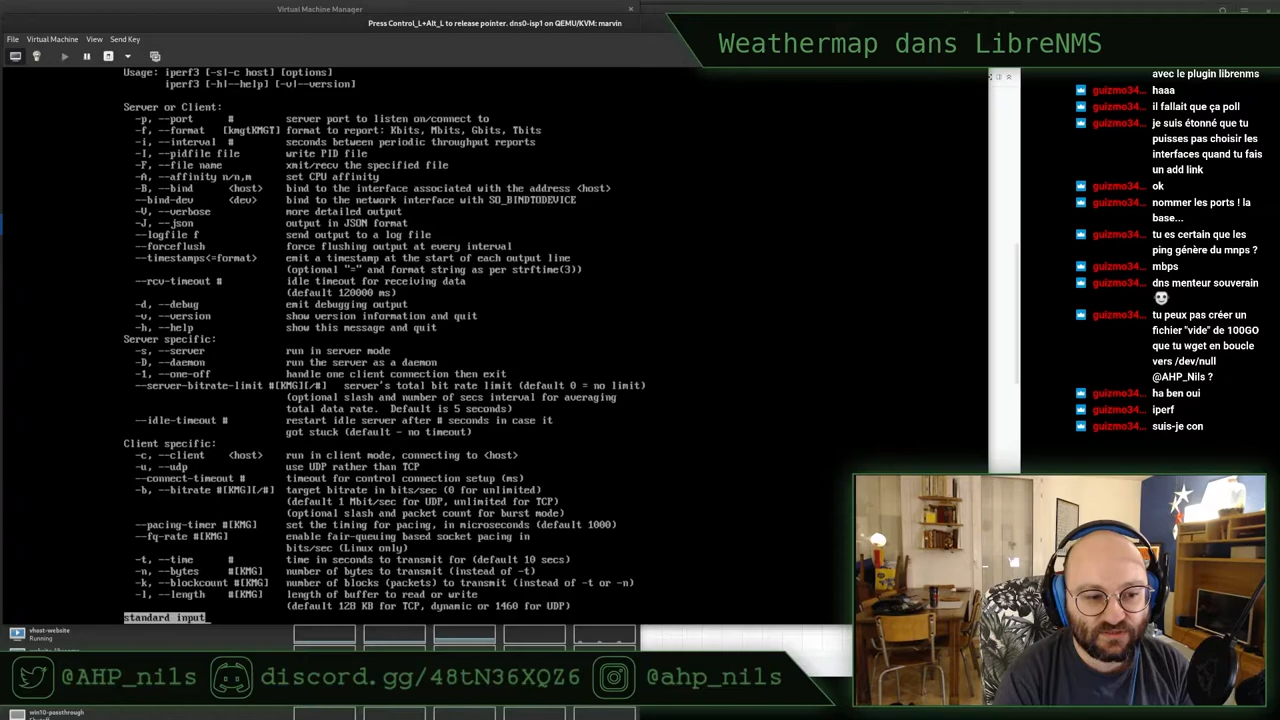 Virtual Machine Manager
Press Control_L+Alt_L to release pointer. dns0-isp1 on QEMU/KVM: marvin
File Virtual Machine View Send Key
Weathermap dans LibreNMS
Usage: iperf3 [-s|-c host] [options]
iperf3 [-h|--help] [-v|--version]
Server or Client:
-p, --port # server port to listen on/connect to
-f, --format [kmgtKMGT] format to report: Kbits, Mbits, Gbits, Tbits
-i, --interval # seconds between periodic throughput reports
-I, --pidfile file write PID file
-F, --file name xmit/recv the specified file
-A, --affinity n/n,m set CPU affinity
-B, --bind <host> bind to the interface associated with the address <host>
--bind-dev <dev> bind to the network interface with SO_BINDTODEVICE
-V, --verbose more detailed output
-J, --json output in JSON format
--logfile f send output to a log file
--forceflush force flushing output at every interval
--timestamps<=format> emit a timestamp at the start of each output line
(optional "=" and format string as per strftime(3))
--rcv-timeout # idle timeout for receiving data
(default 120000 ms)
-d, --debug emit debugging output
-v, --version show version information and quit
-h, --help show this message and quit
Server specific:
-s, --server run in server mode
-D, --daemon run the server as a daemon
-1, --one-off handle one client connection then exit
--server-bitrate-limit #[KMG][/#] server's total bit rate limit (default 0 = no limit)
(optional slash and number of secs interval for averaging
total data rate. Default is 5 seconds)
--idle-timeout # restart idle server after # seconds in case it
got stuck (default - no timeout)
Client specific:
-c, --client <host> run in client mode, connecting to <host>
-u, --udp use UDP rather than TCP
--connect-timeout # timeout for control connection setup (ms)
-b, --bitrate #[KMG][/#] target bitrate in bits/sec (0 for unlimited)
(default 1 Mbit/sec for UDP, unlimited for TCP)
(optional slash and packet count for burst mode)
--pacing-timer #[KMG] set the timing for pacing, in microseconds (default 1000)
--fq-rate #[KMG] enable fair-queuing based socket pacing in
bits/sec (Linux only)
-t, --time # time in seconds to transmit for (default 10 secs)
-n, --bytes #[KMG] number of bytes to transmit (instead of -t)
-k, --blockcount #[KMG] number of blocks (packets) to transmit (instead of -t or -n)
-l, --length #[KMG] length of buffer to read or write
(default 128 KB for TCP, dynamic or 1460 for UDP)
standard input
vhost-website
Running
@AHP_nils discord.gg/48tN36XQZ6 @ahp_nils
win10-passthrough
avec le plugin librenms
guizmo34... haaa
guizmo34... il fallait que ça poll
guizmo34... je suis étonné que tu
puisses pas choisir les
interfaces quand tu fais
un add link
guizmo34... ok
guizmo34... nommer les ports ! la
base...
guizmo34... tu es certain que les
ping génère du mnps ?
guizmo34... mbps
guizmo34... dns menteur souverain
guizmo34... tu peux pas créer un
fichier "vide" de 100GO
que tu wget en boucle
vers /dev/null
@AHP_Nils ?
guizmo34... ha ben oui
guizmo34... iperf
guizmo34... suis-je con